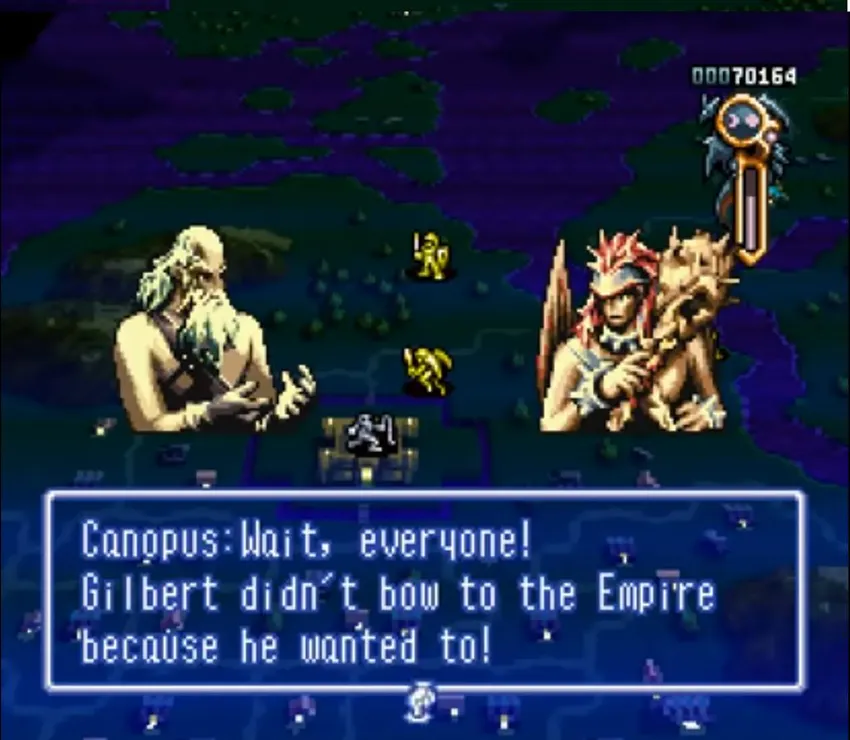 00070164
Canopus:Wait, everyone!
Gilbert didn't bow to the Empire
because he wanted to!